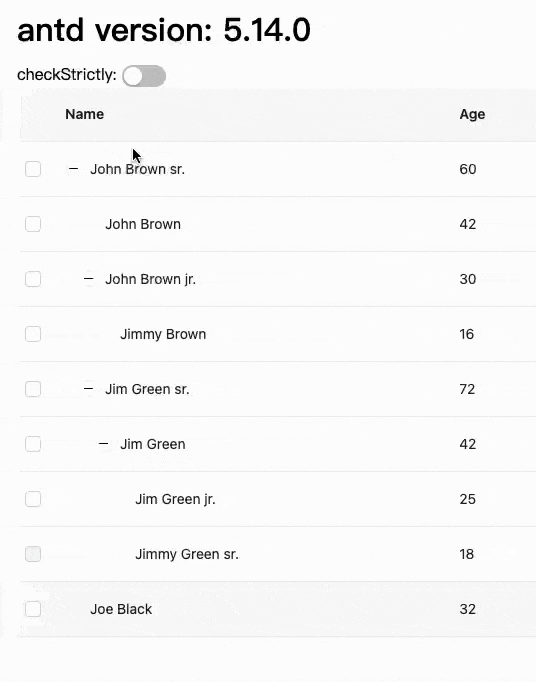 antd version: 5.14.0
checkStrictly:
Name Age
John Brown sr. 60
John Brown 42
John Brown jr. 30
Jimmy Brown 16
Jim Green sr. 72
Jim Green 42
Jim Green jr. 25
Jimmy Green sr. 18
Joe Black 32